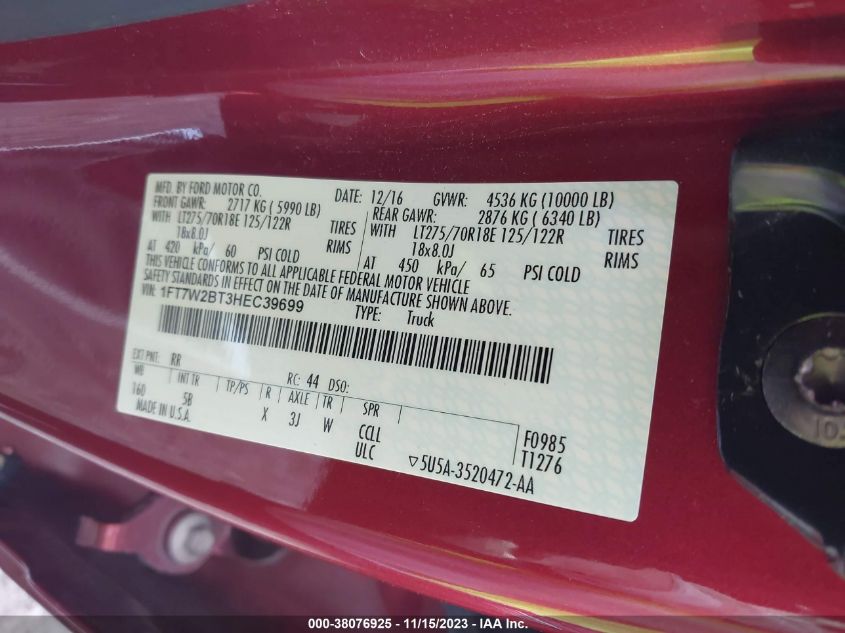 MFD. BY FORD MOTOR CO.
DATE: 12/16 GVWR: 4536 KG (10000 LB)
FRONT GAWR: 2717 KG ( 5990 LB)
REAR GAWR: 2876 KG ( 6340 LB)
WITH LT275/70R18E 125/122R TIRES
WITH LT275/70R18E 125/122R TIRES
18x8.0J RIMS
18x8.0J RIMS
AT 420 kPa/ 60 PSI COLD
AT 450 kPa/ 65 PSI COLD
THIS VEHICLE CONFORMS TO ALL APPLICABLE FEDERAL MOTOR VEHICLE
SAFETY STANDARDS IN EFFECT ON THE DATE OF MANUFACTURE SHOWN ABOVE.
VIN: 1FT7W2BT3HEC39699
TYPE: Truck
EXT PNT: RR RC: 44 DSO:
WB INT TR TP/PS R AXLE TR SPR
160 5B X 3J W CCLL
ULC
MADE IN U.S.A.
F0985
T1276
▽5U5A-3520472-AA
10
000-38076925 - 11/15/2023 - IAA Inc.